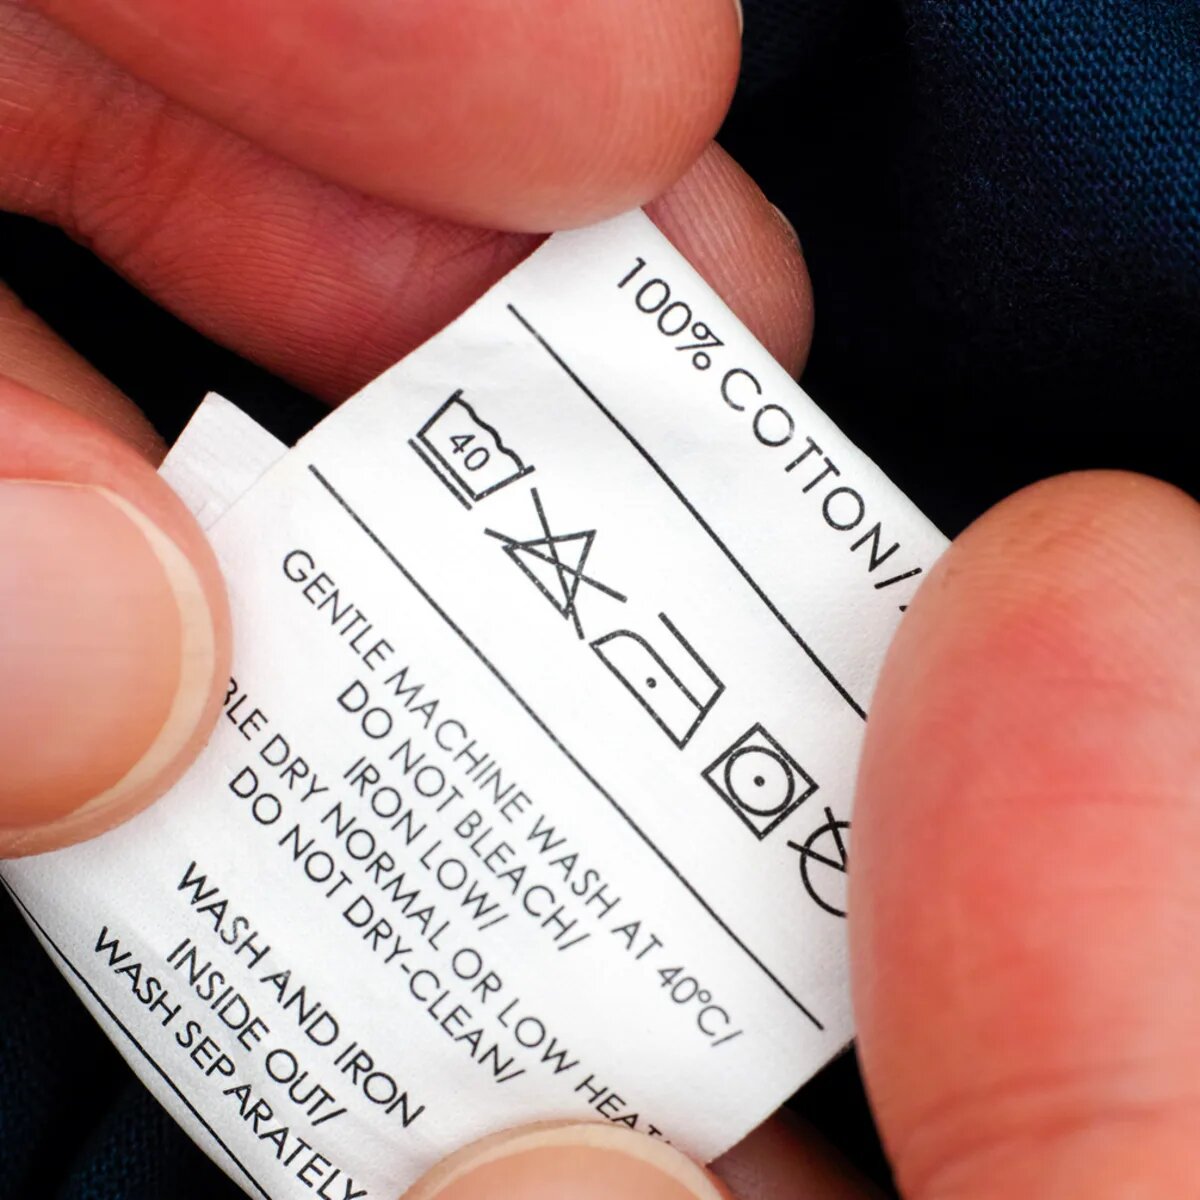 100% COTTON/
40
GENTLE MACHINE WASH AT 40°C/
DO NOT BLEACH/
IRON LOW/
DRY NORMAL OR LOW HEAT
DO NOT DRY-CLEAN/
WASH AND IRON
INSIDE OUT/
WASH SEPARATELY